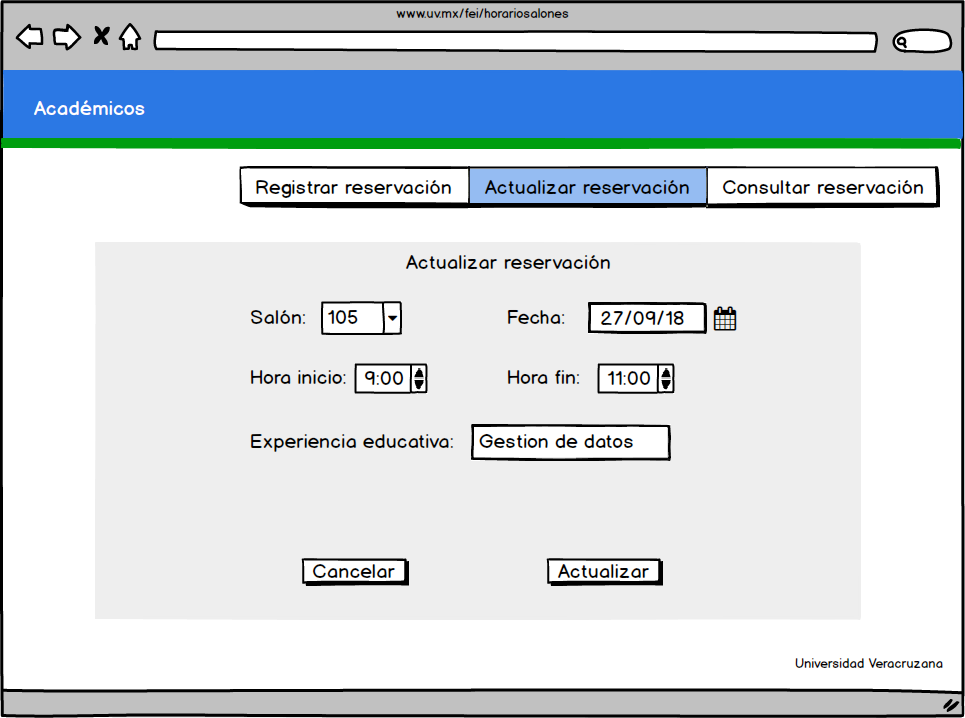 www.uv.mx/fei/horariosalones
Académicos
Registrar reservación Actualizar reservación Consultar reservación
Actualizar reservación
Salón: 105 Fecha: 27/09/18
Hora inicio: 9:00 Hora fin: 11:00
Experiencia educativa: Gestion de datos
Cancelar Actualizar
Universidad Veracruzana